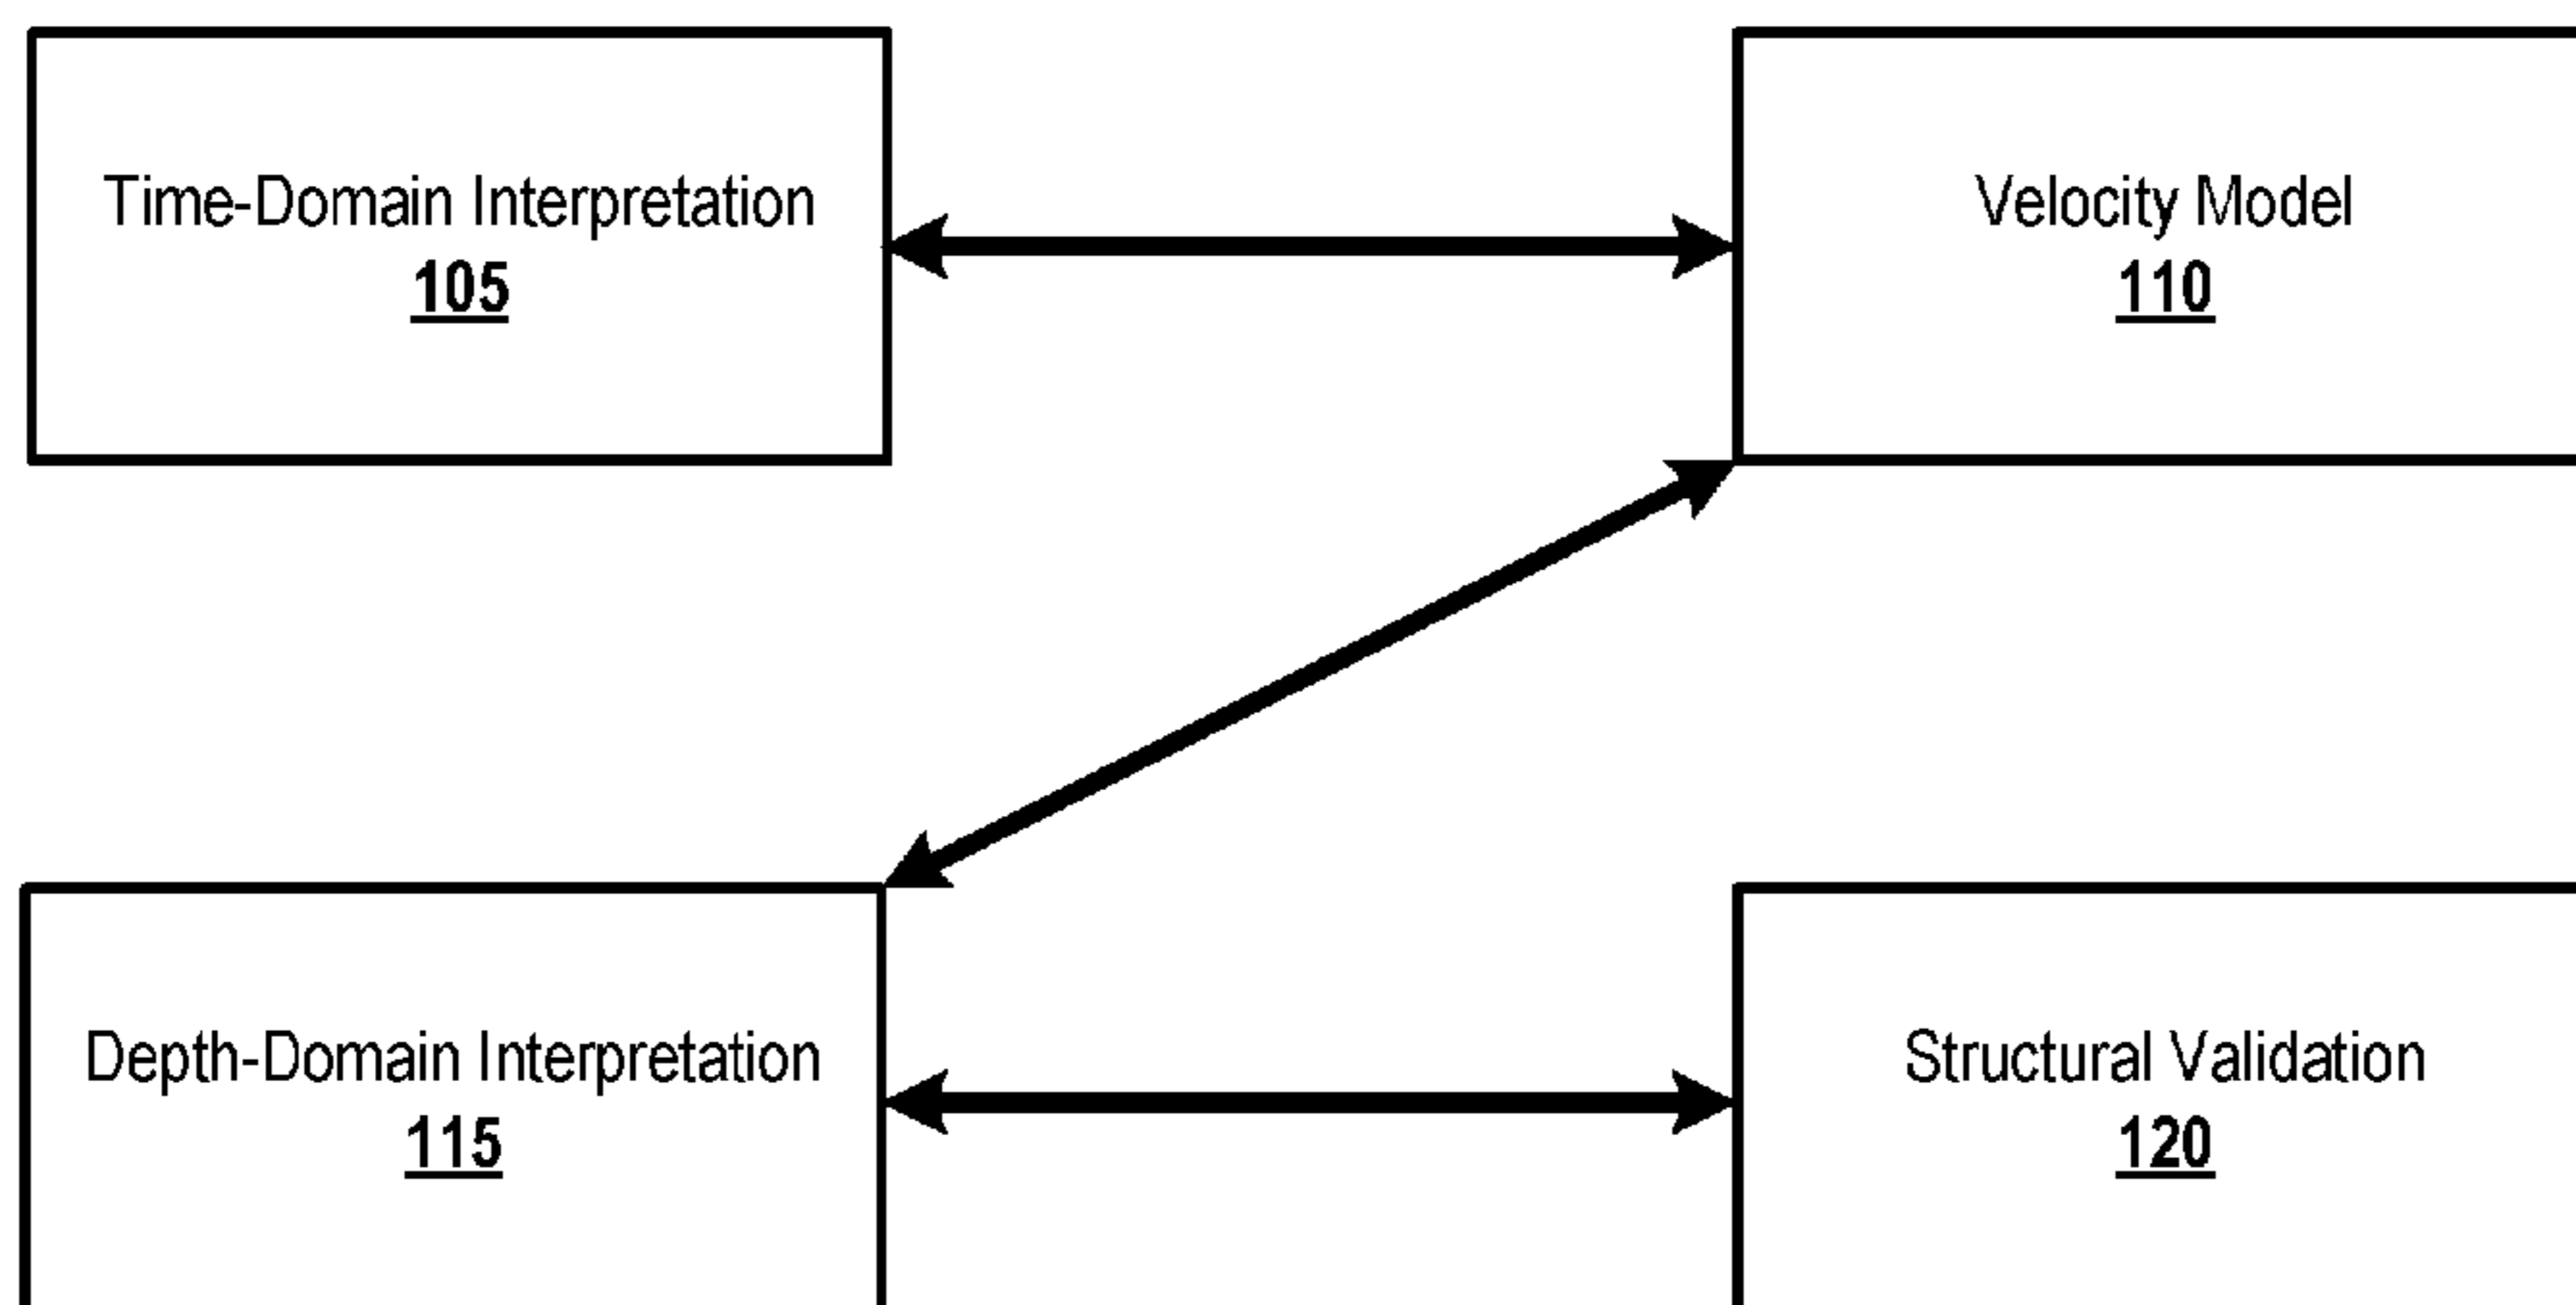 Time-Domain Interpretation
105
Velocity Model
110
Depth-Domain Interpretation
115
Structural Validation
120